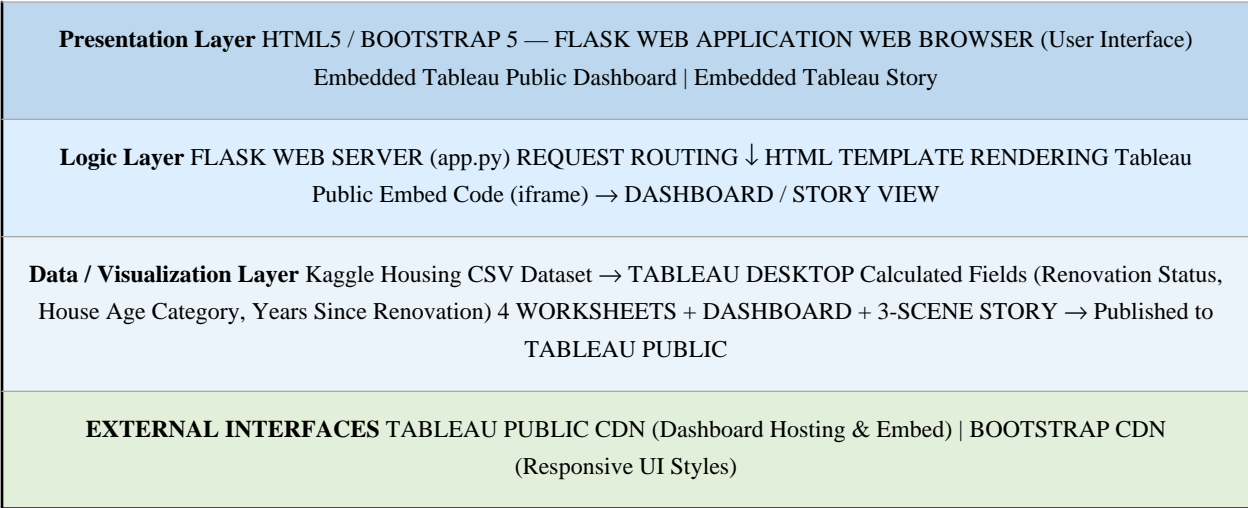 Presentation Layer HTML5 / BOOTSTRAP 5 — FLASK WEB APPLICATION WEB BROWSER (User Interface)
Embedded Tableau Public Dashboard | Embedded Tableau Story
Logic Layer FLASK WEB SERVER (app.py) REQUEST ROUTING ↓ HTML TEMPLATE RENDERING Tableau
Public Embed Code (iframe) → DASHBOARD / STORY VIEW
Data / Visualization Layer Kaggle Housing CSV Dataset → TABLEAU DESKTOP Calculated Fields (Renovation Status,
House Age Category, Years Since Renovation) 4 WORKSHEETS + DASHBOARD + 3-SCENE STORY → Published to
TABLEAU PUBLIC
EXTERNAL INTERFACES TABLEAU PUBLIC CDN (Dashboard Hosting & Embed) | BOOTSTRAP CDN
(Responsive UI Styles)